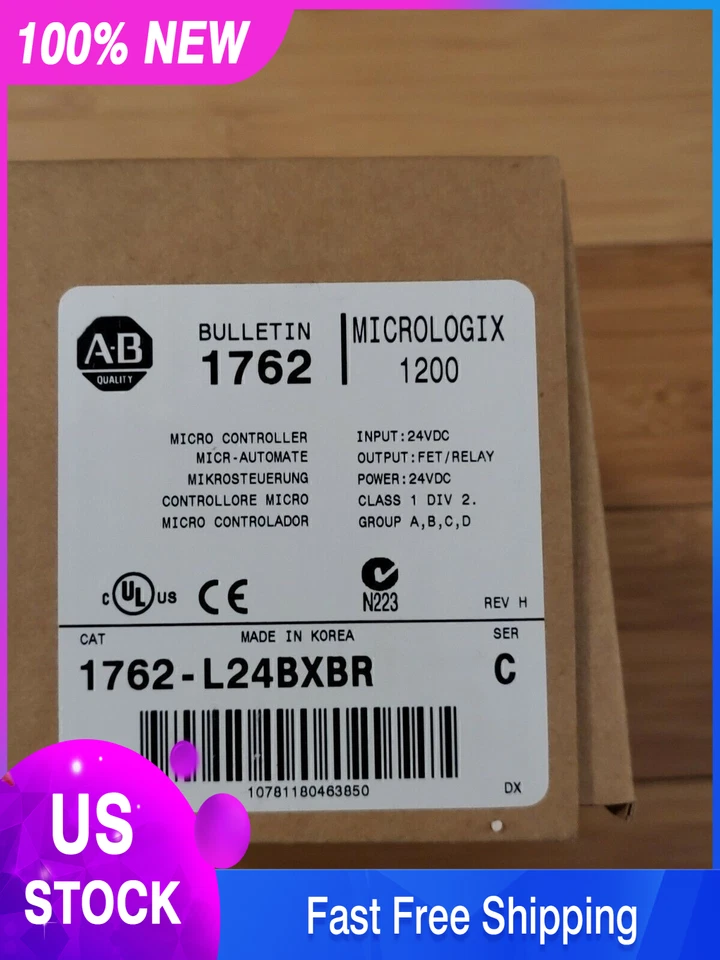 100% NEW
A·B
QUALITY
BULLETIN
1762
MICROLOGIX
1200
MICRO CONTROLLER
MICR-AUTOMATE
MIKROSTEUERUNG
CONTROLLORE MICRO
MICRO CONTROLADOR
INPUT:24VDC
OUTPUT:FET/RELAY
POWER:24VDC
CLASS 1 DIV 2.
GROUP A,B,C,D
C UL US CE
N223
REV H
CAT
MADE IN KOREA
SER
1762-L24BXBR
C
10781180463850
DX
US
STOCK
Fast Free Shipping